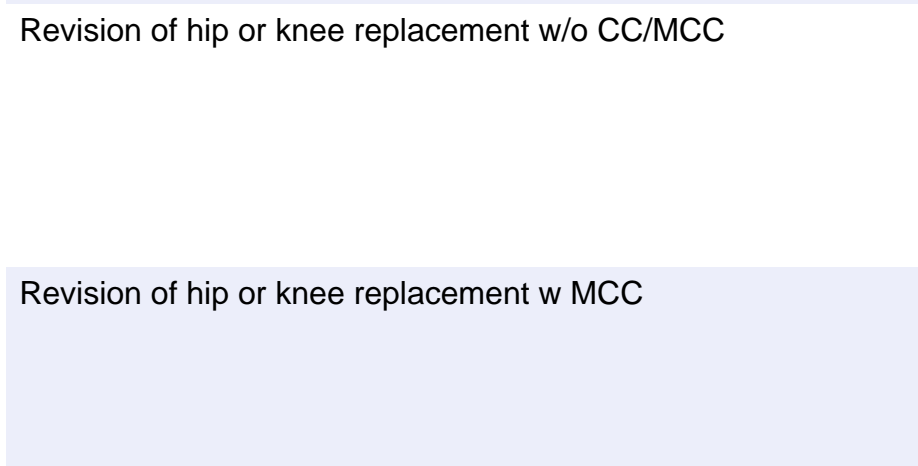 Revision of hip or knee replacement w/o CC/MCC
Revision of hip or knee replacement w MCC